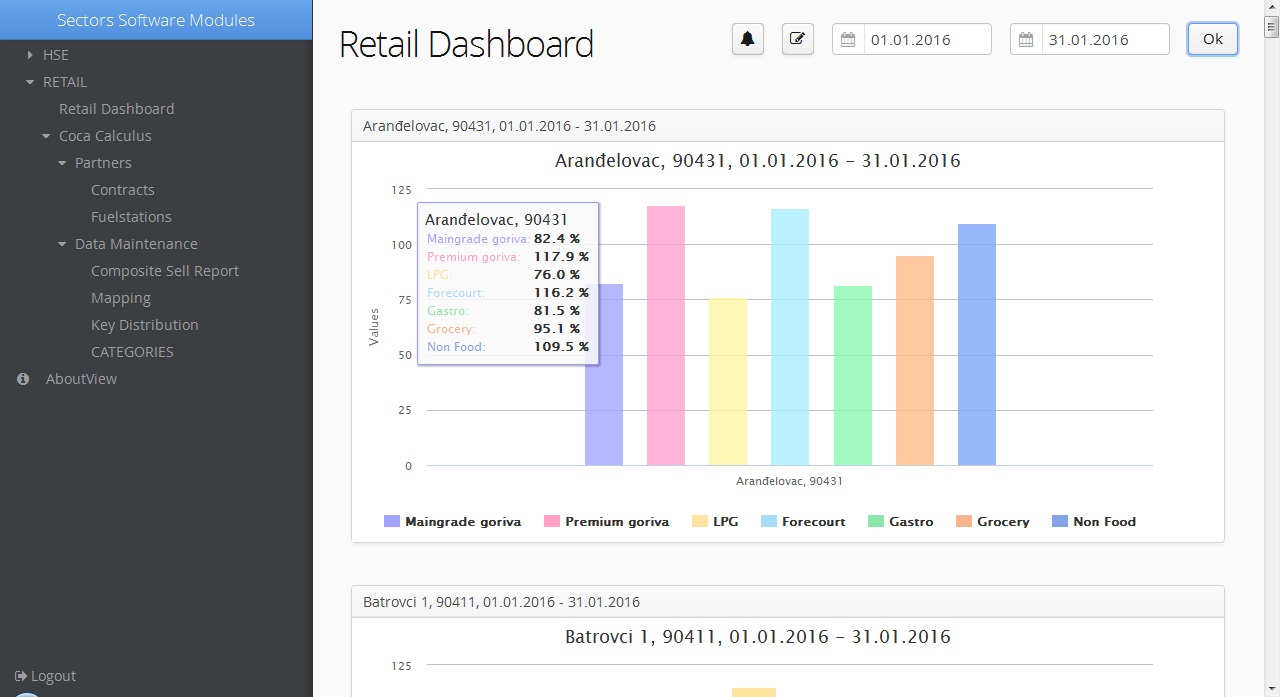 Sectors Software Modules
HSE
RETAIL
Retail Dashboard
Coca Calculus
Partners
Contracts
Fuelstations
Data Maintenance
Composite Sell Report
Mapping
Key Distribution
CATEGORIES
AboutView
Logout
Retail Dashboard
01.01.2016
31.01.2016
Ok
Aranđelovac, 90431, 01.01.2016 - 31.01.2016
Aranđelovac, 90431, 01.01.2016 – 31.01.2016
Values
125
100
75
50
25
0
Aranđelovac, 90431
Maingrade goriva: 82.4 %
Premium goriva: 117.9 %
LPG: 76.0 %
Forecourt: 116.2 %
Gastro: 81.5 %
Grocery: 95.1 %
Non Food: 109.5 %
Aranđelovac, 90431
Maingrade goriva Premium goriva LPG Forecourt Gastro Grocery Non Food
Batrovci 1, 90411, 01.01.2016 - 31.01.2016
Batrovci 1, 90411, 01.01.2016 – 31.01.2016
125